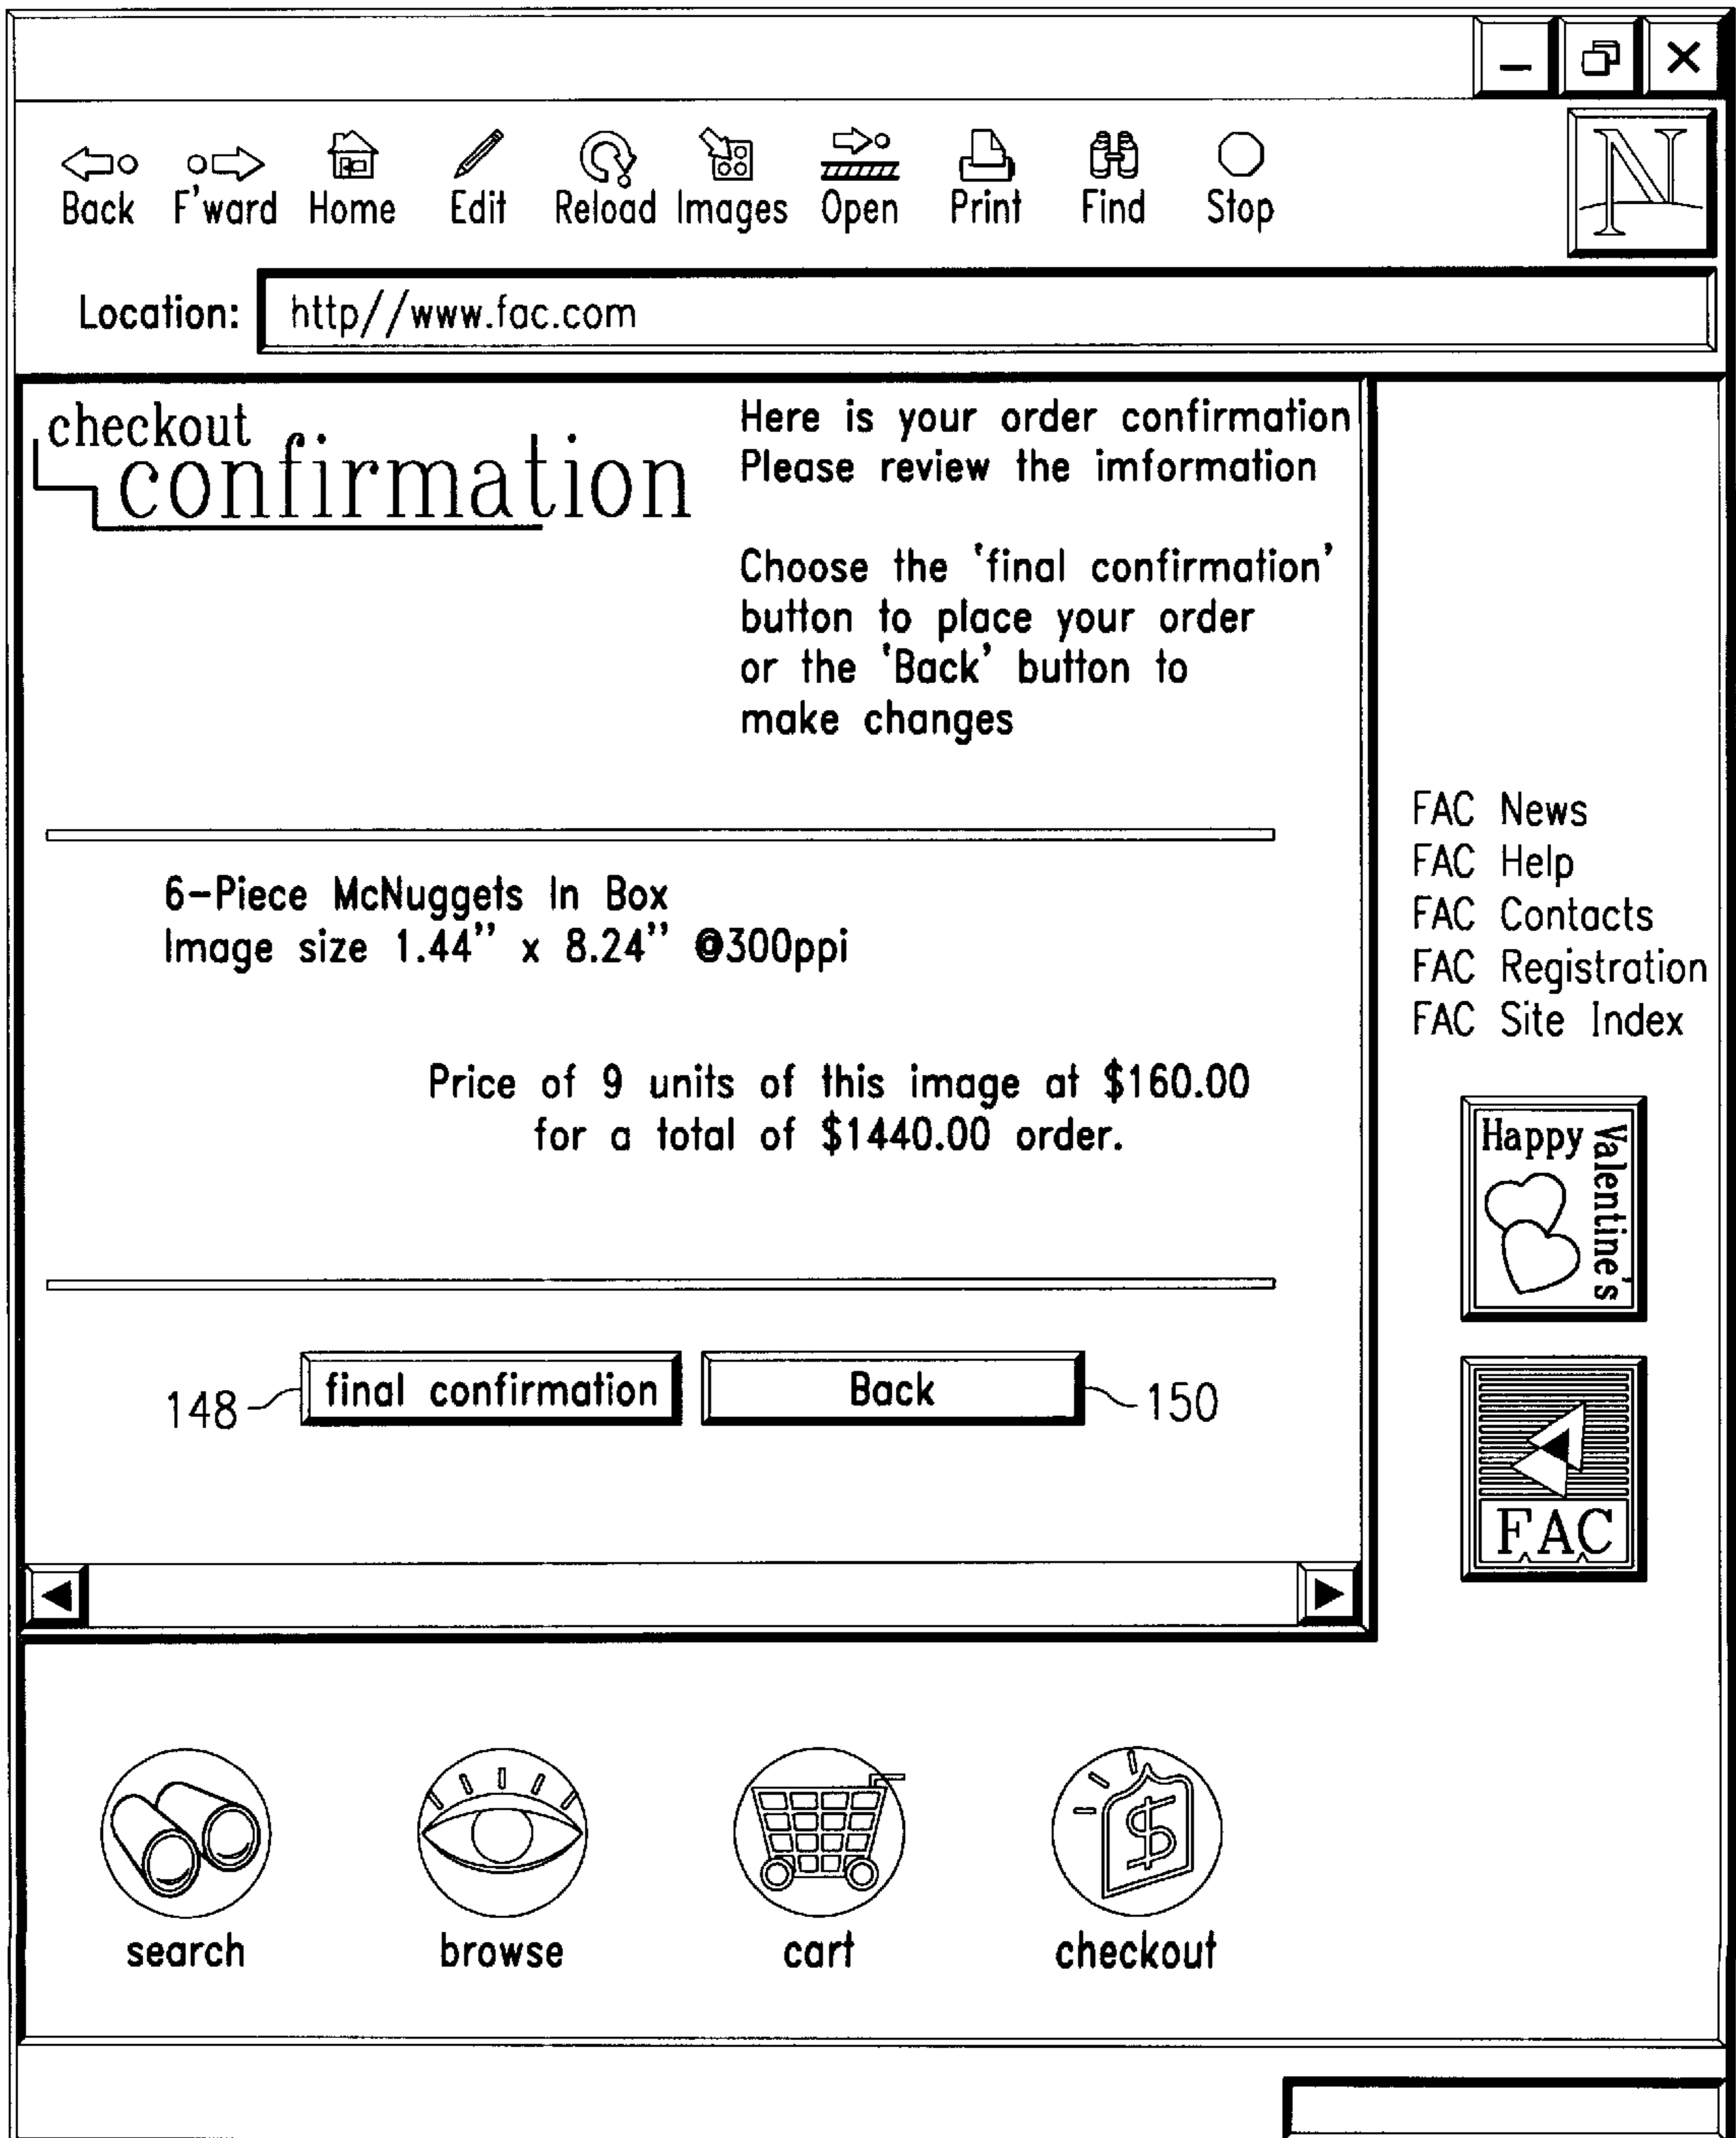 Back F'ward Home Edit Reload Images Open Print Find Stop
N
Location: http//www.fac.com
checkout
confirmation
Here is your order confirmation
Please review the imformation
Choose the 'final confirmation'
button to place your order
or the 'Back' button to
make changes
6-Piece McNuggets In Box
Image size 1.44" x 8.24" @300ppi
Price of 9 units of this image at $160.00
for a total of $1440.00 order.
148 final confirmation Back 150
FAC News
FAC Help
FAC Contacts
FAC Registration
FAC Site Index
Happy
Valentine's
FAC
search browse cart checkout